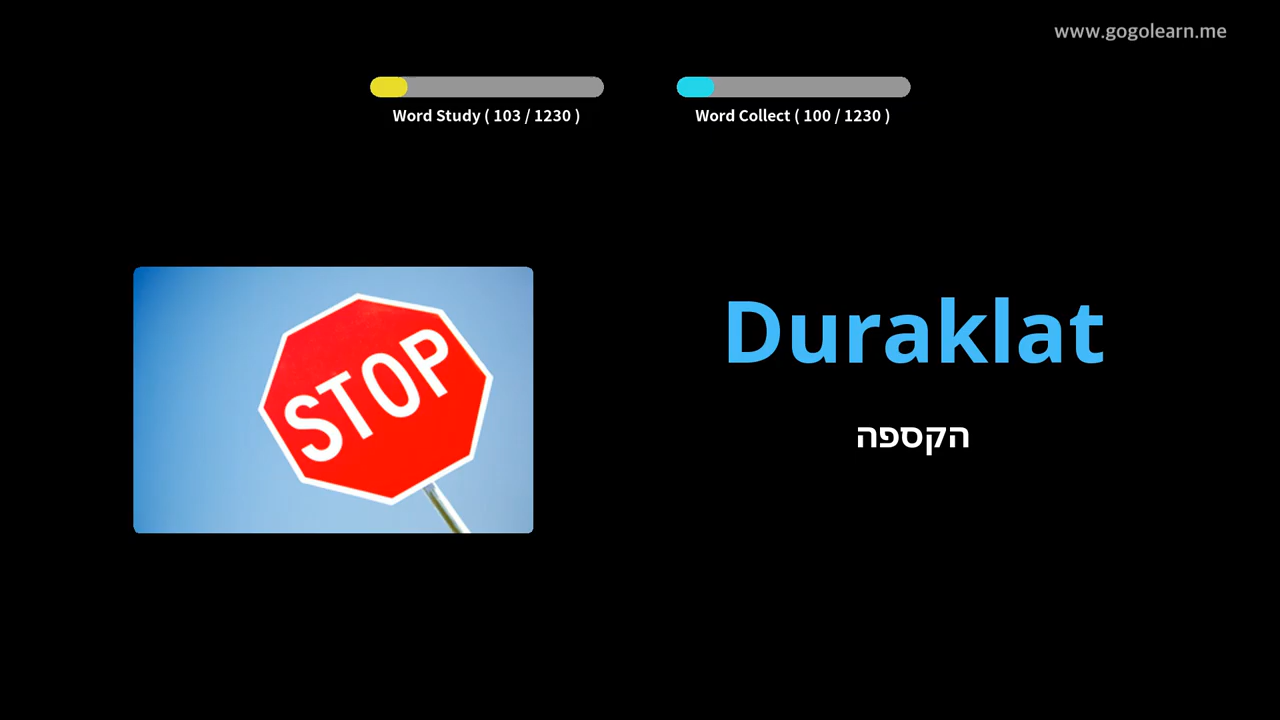 www.gogolearn.me
Word Study ( 103 / 1230 )
Word Collect ( 100 / 1230 )
STOP
Duraklat
הקספה